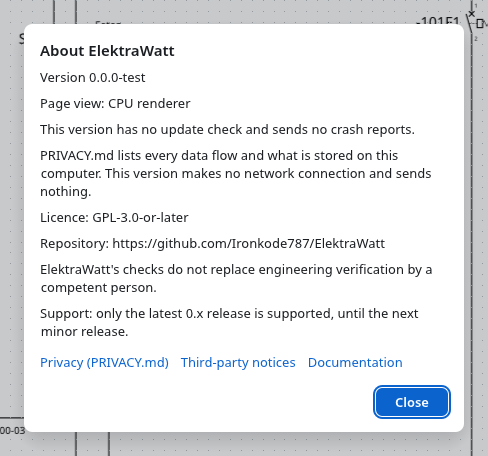 -101F1
About ElektraWatt
Version 0.0.0-test
Page view: CPU renderer
This version has no update check and sends no crash reports.
PRIVACY.md lists every data flow and what is stored on this
computer. This version makes no network connection and sends
nothing.
Licence: GPL-3.0-or-later
Repository: https://github.com/Ironkode787/ElektraWatt
ElektraWatt's checks do not replace engineering verification by a
competent person.
Support: only the latest 0.x release is supported, until the next
minor release.
Privacy (PRIVACY.md) Third-party notices Documentation
Close
00-03